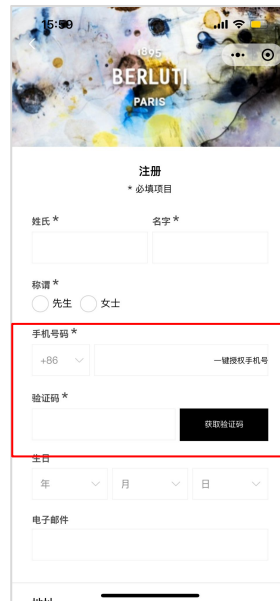 15:59
1895
BERLUTI
PARIS
注册
* 必填项目
姓氏 * 名字 *
称谓 *
先生 女士
手机号码 *
+86 一键授权手机号
验证码 *
获取验证码
生日
年 月 日
电子邮件